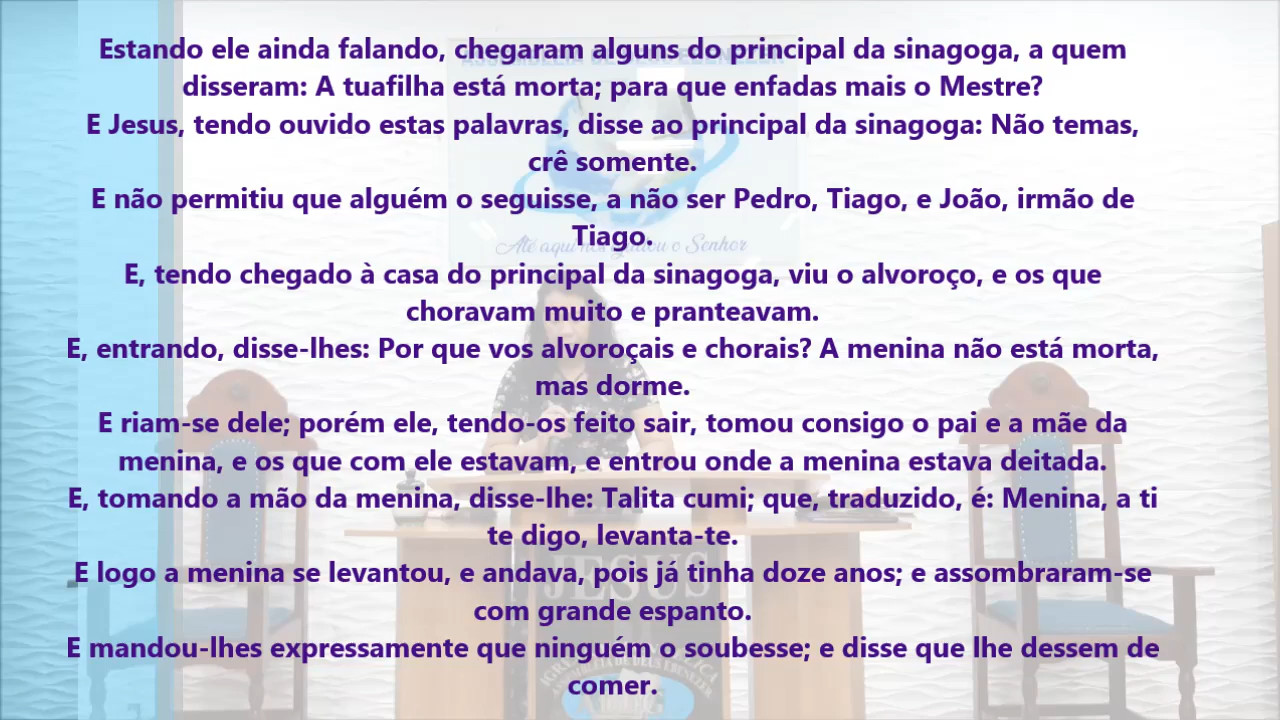 Estando ele ainda falando, chegaram alguns do principal da sinagoga, a quem
disseram: A tuafilha está morta; para que enfadas mais o Mestre?
E Jesus, tendo ouvido estas palavras, disse ao principal da sinagoga: Não temas,
crê somente.
E não permitiu que alguém o seguisse, a não ser Pedro, Tiago, e João, irmão de
Tiago.
E, tendo chegado à casa do principal da sinagoga, viu o alvoroço, e os que
choravam muito e pranteavam.
E, entrando, disse-lhes: Por que vos alvoroçais e chorais? A menina não está morta,
mas dorme.
E riam-se dele; porém ele, tendo-os feito sair, tomou consigo o pai e a mãe da
menina, e os que com ele estavam, e entrou onde a menina estava deitada.
E, tomando a mão da menina, disse-lhe: Talita cumi; que, traduzido, é: Menina, a ti
te digo, levanta-te.
E logo a menina se levantou, e andava, pois já tinha doze anos; e assombraram-se
com grande espanto.
E mandou-lhes expressamente que ninguém o soubesse; e disse que lhe dessem de
comer.
Até aqui nos ajudou o Senhor
JESUS